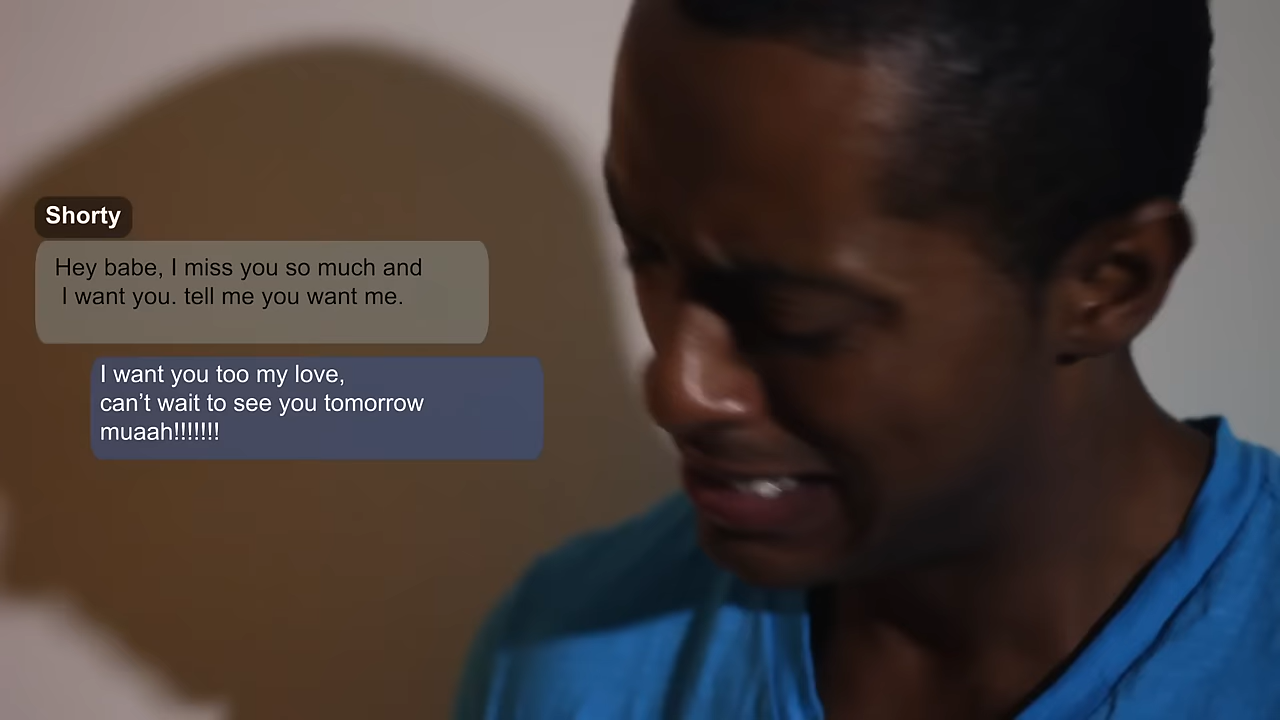 Shorty
Hey babe, I miss you so much and
I want you. tell me you want me.
I want you too my love,
can’t wait to see you tomorrow
muaah!!!!!!!